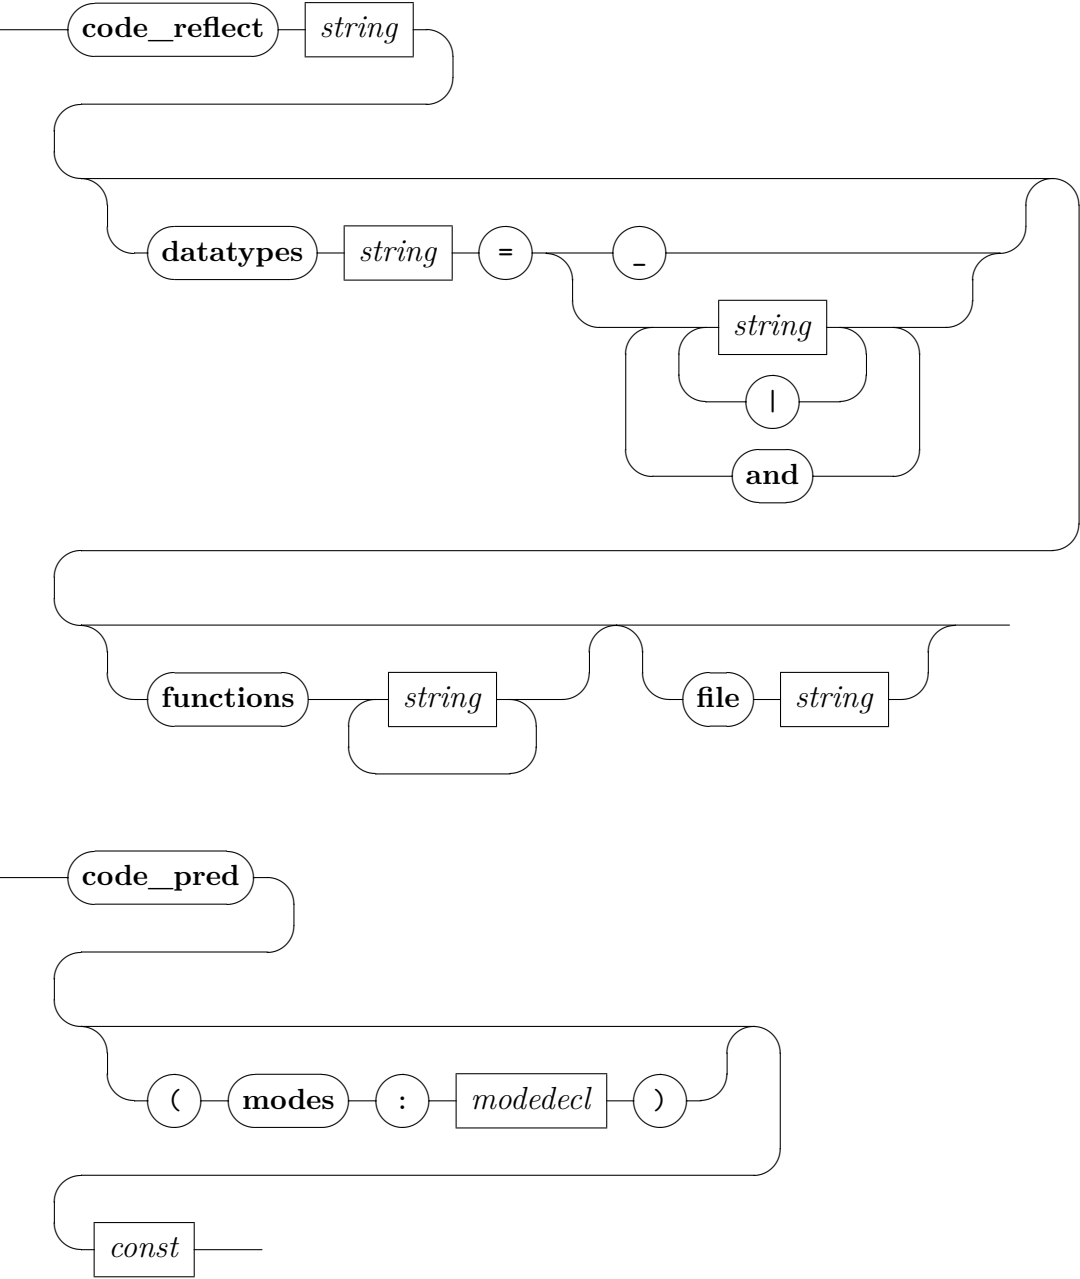 code_reflect string
datatypes string = _
string
|
and
functions string file string
code_pred
( modes : modedecl )
const